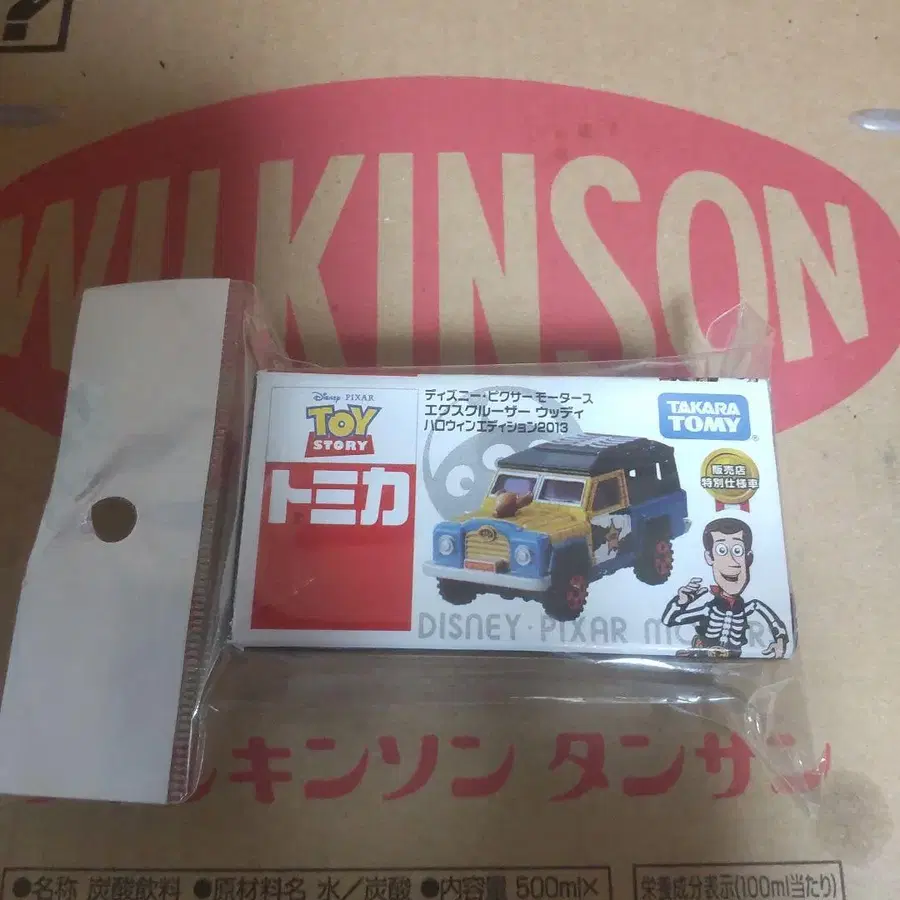 WILKINSON
Disney PIXAR
TOY
STORY
トミカ
ディズニー・ピクサー モータース
エクスクルーザー ウッディ
ハロウィンエディション2013
TAKARA
TOMY
販売店
特別仕様車
DISNEY・PIXAR
キンソン タンサン
●名称 炭酸飲料 ●原材料名 水／炭酸 ●内容量 500ml×
栄養成分表示(100ml当たり)